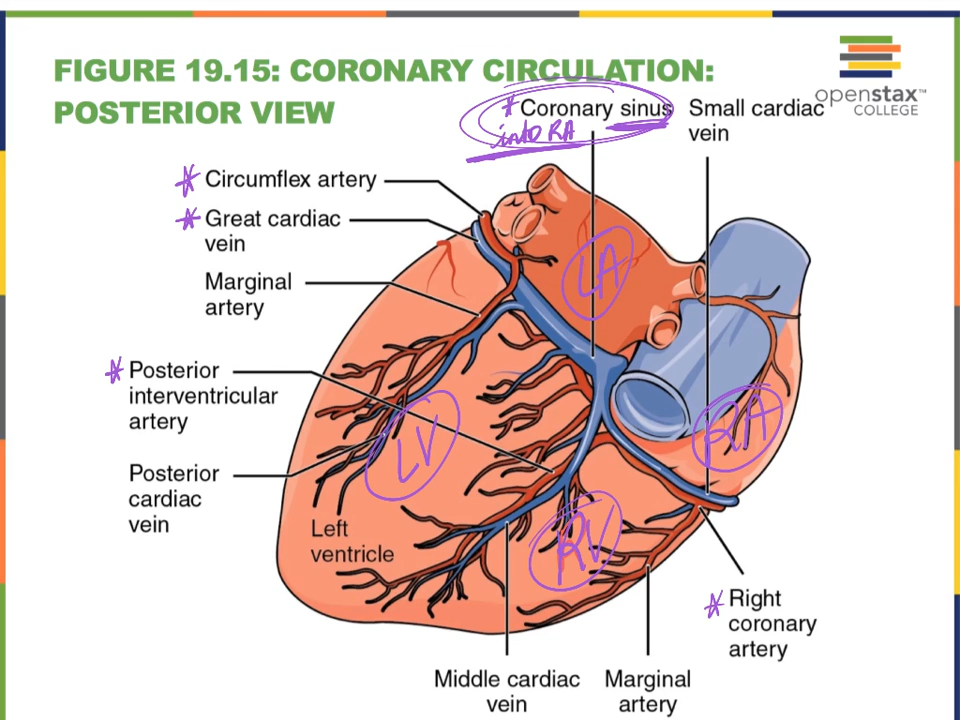 FIGURE 19.15: CORONARY CIRCULATION:
POSTERIOR VIEW
openstax™
COLLEGE
* Coronary sinus
into RA
Small cardiac
vein
* Circumflex artery
* Great cardiac
vein
Marginal
artery
* Posterior
interventricular
artery
Posterior
cardiac
vein
LA
RA
LV
RV
Left
ventricle
* Right
coronary
artery
Middle cardiac
vein
Marginal
artery